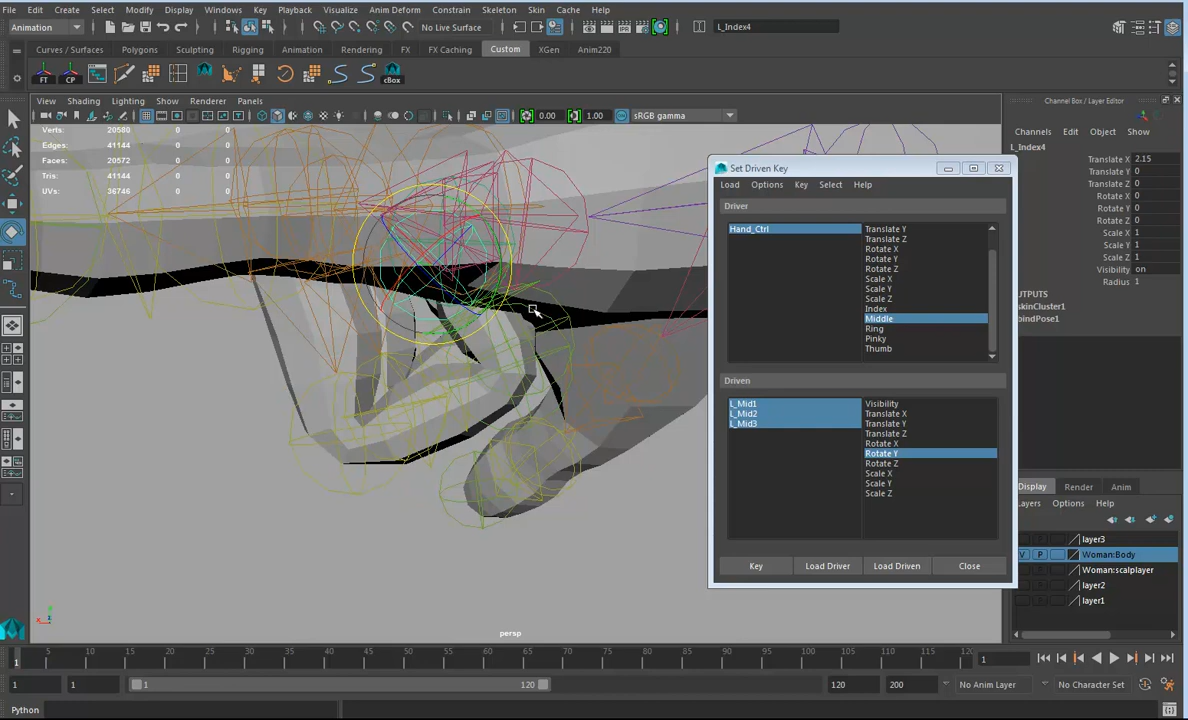 File Edit Create Select Modify Display Windows Key Playback Visualize Anim Deform Constrain Skeleton Skin Cache Help
Animation No Live Surface L_Index4
Curves / Surfaces Polygons Sculpting Rigging Animation Rendering FX FX Caching Custom XGen Anim220
FT CP cBox
View Shading Lighting Show Renderer Panels Channel Box / Layer Editor
0.00 1.00 sRGB gamma
Verts: 20580 0 0
Edges: 41144 0 0
Faces: 20572 0 0
Tris: 41144 0 0
UVs: 36746 0 0
Channels Edit Object Show
L_Index4
Translate X 2.15
Translate Y 0
Translate Z 0
Rotate X 0
Rotate Y 0
Rotate Z 0
Scale X 1
Scale Y 1
Scale Z 1
Visibility on
Radius 1
UTPUTS
skinCluster1
bindPose1
Set Driven Key
Load Options Key Select Help
Driver
Hand_Ctrl
Translate Y
Translate Z
Rotate X
Rotate Y
Rotate Z
Scale X
Scale Y
Scale Z
Index
Middle
Ring
Pinky
Thumb
Driven
L_Mid1
L_Mid2
L_Mid3
Visibility
Translate X
Translate Y
Translate Z
Rotate X
Rotate Y
Rotate Z
Scale X
Scale Y
Scale Z
Key Load Driver Load Driven Close
Display Render Anim
Layers Options Help
layer3
V P Woman:Body
Woman:scalplayer
layer2
layer1
persp
5 10 15 20 25 30 35 40 45 50 55 60 65 70 75 80 85 90 95 100 105 110 115 120
1 1
1 1 1 120 120 200 No Anim Layer No Character Set
Python